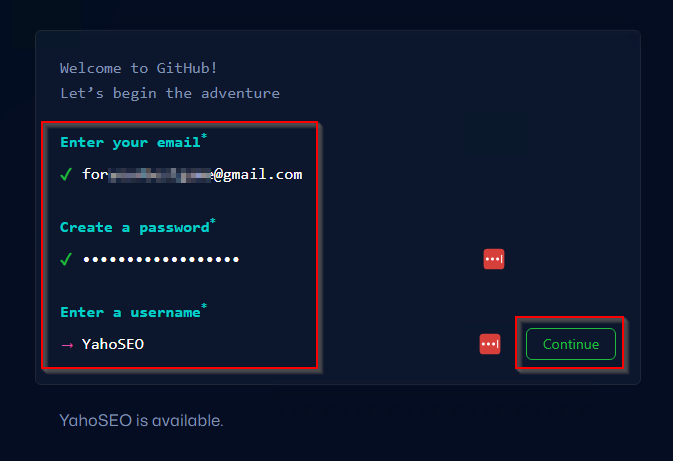 Welcome to GitHub!
Let’s begin the adventure
Enter your email*
✓ for @gmail.com
Create a password*
✓ ••••••••••••••••••
Enter a username*
→ YahoSEO
Continue
YahoSEO is available.